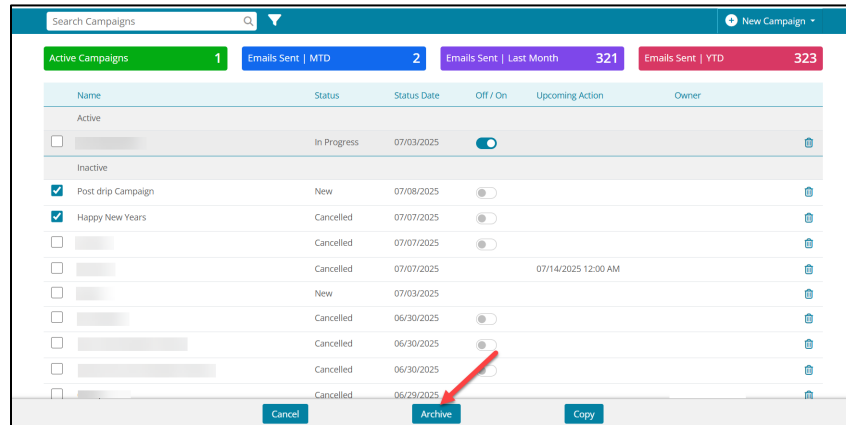 Search Campaigns New Campaign
Active Campaigns 1 Emails Sent | MTD 2 Emails Sent | Last Month 321 Emails Sent | YTD 323
Name Status Status Date Off / On Upcoming Action Owner
Active
In Progress 07/03/2025
Inactive
Post drip Campaign New 07/08/2025
Happy New Years Cancelled 07/07/2025
Cancelled 07/07/2025
Cancelled 07/07/2025 07/14/2025 12:00 AM
New 07/03/2025
Cancelled 06/30/2025
Cancelled 06/30/2025
Cancelled 06/30/2025
Cancelled 06/29/2025
Cancel Archive Copy